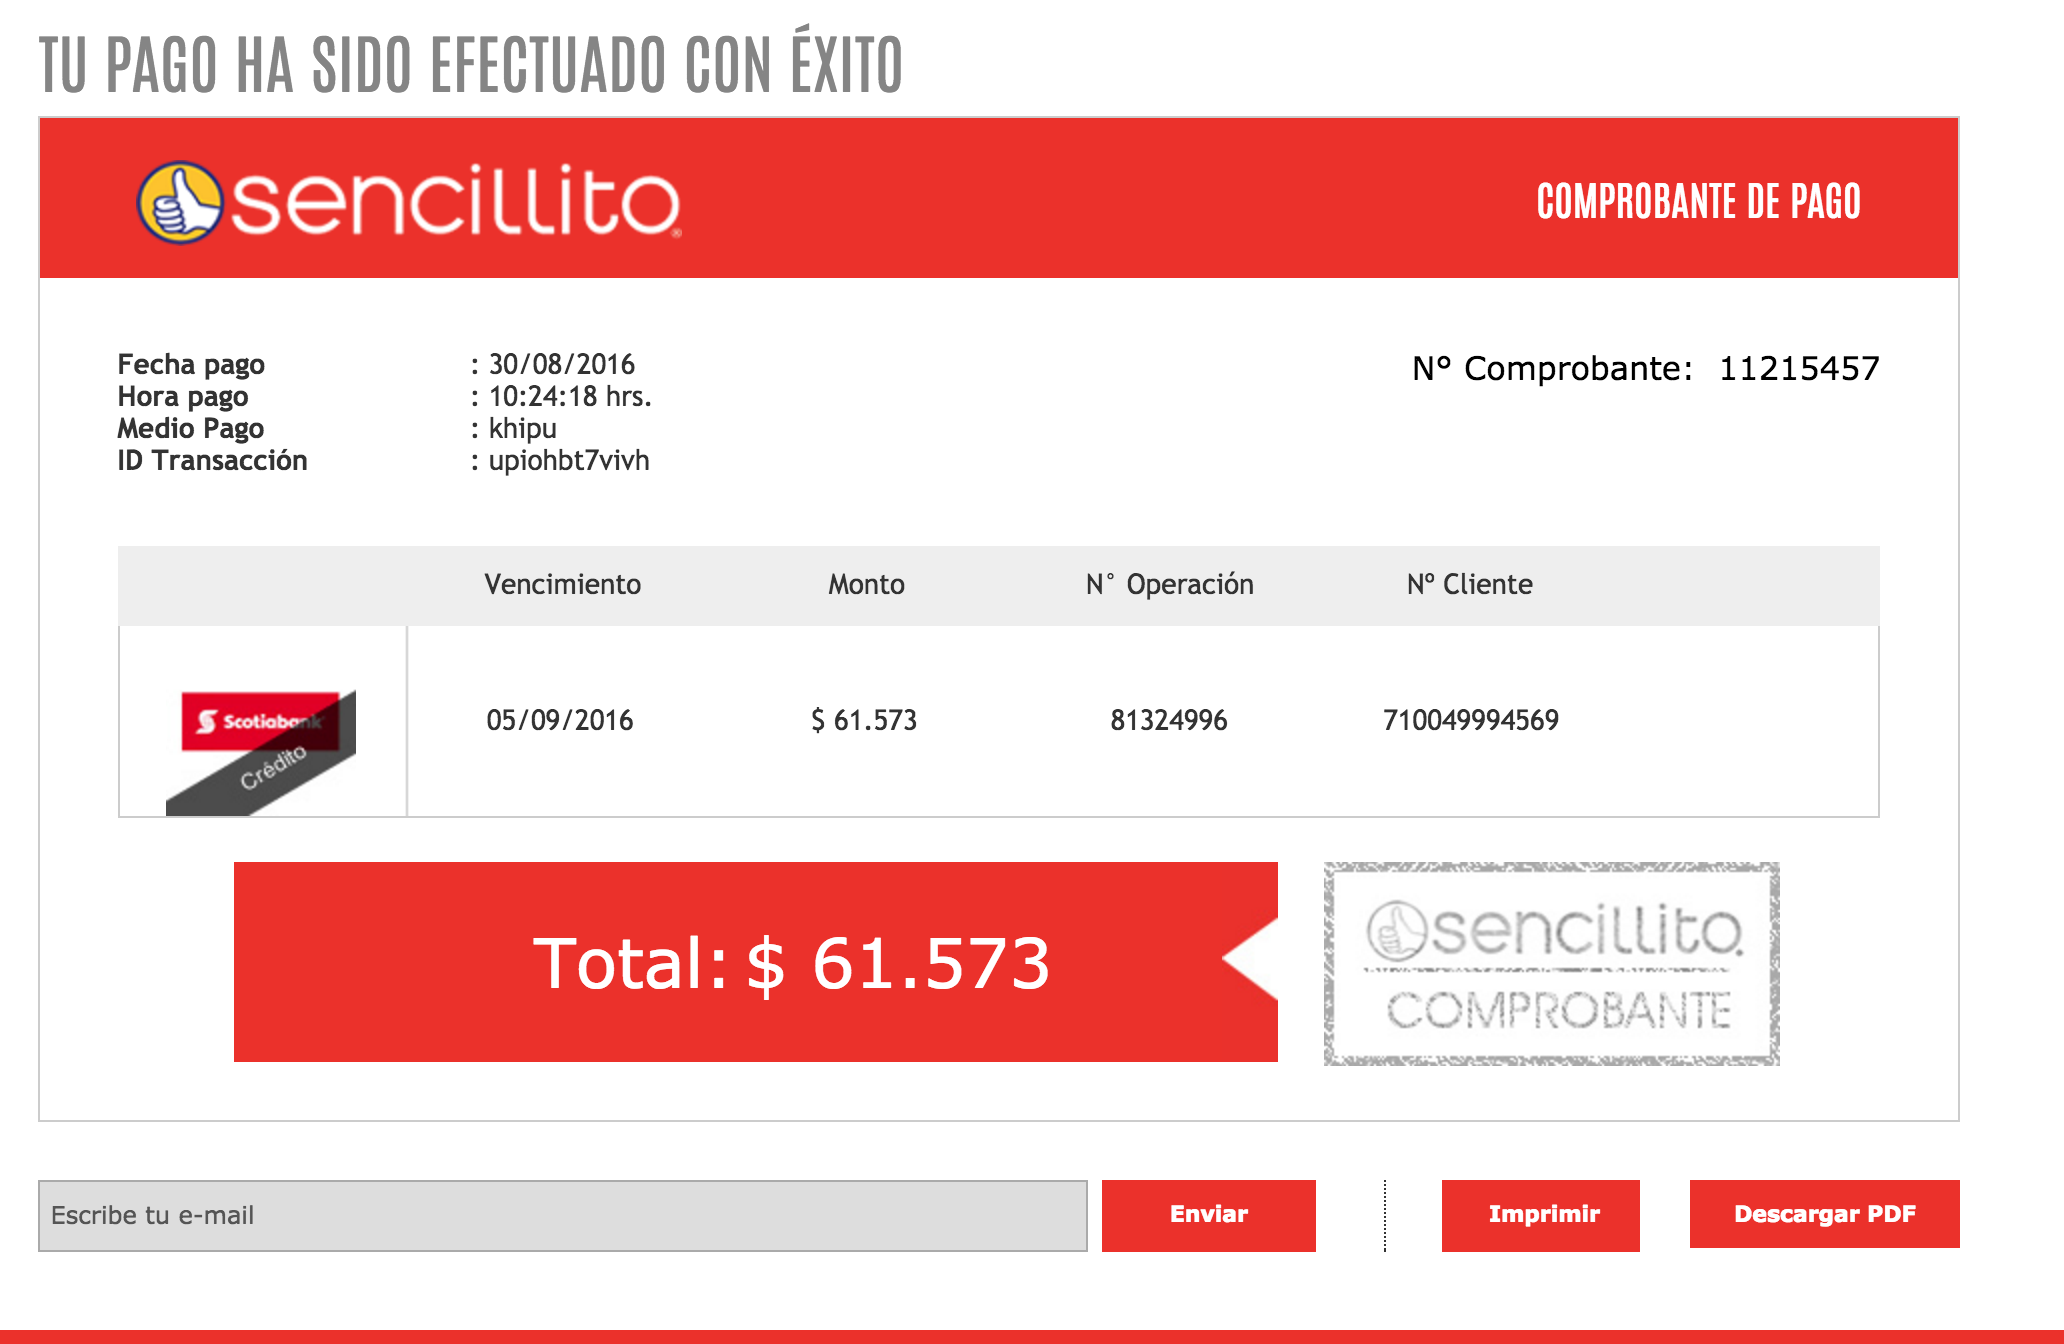 TU PAGO HA SIDO EFECTUADO CON ÉXITO
sencillito®
COMPROBANTE DE PAGO
Fecha pago : 30/08/2016
Hora pago : 10:24:18 hrs.
Medio Pago : khipu
ID Transacción : upiohbt7vivh
N° Comprobante: 11215457
Vencimiento Monto N° Operación Nº Cliente
Scotiabank
Crédito
05/09/2016 $ 61.573 81324996 710049994569
Total: $ 61.573
sencillito.
COMPROBANTE
Escribe tu e-mail Enviar Imprimir Descargar PDF